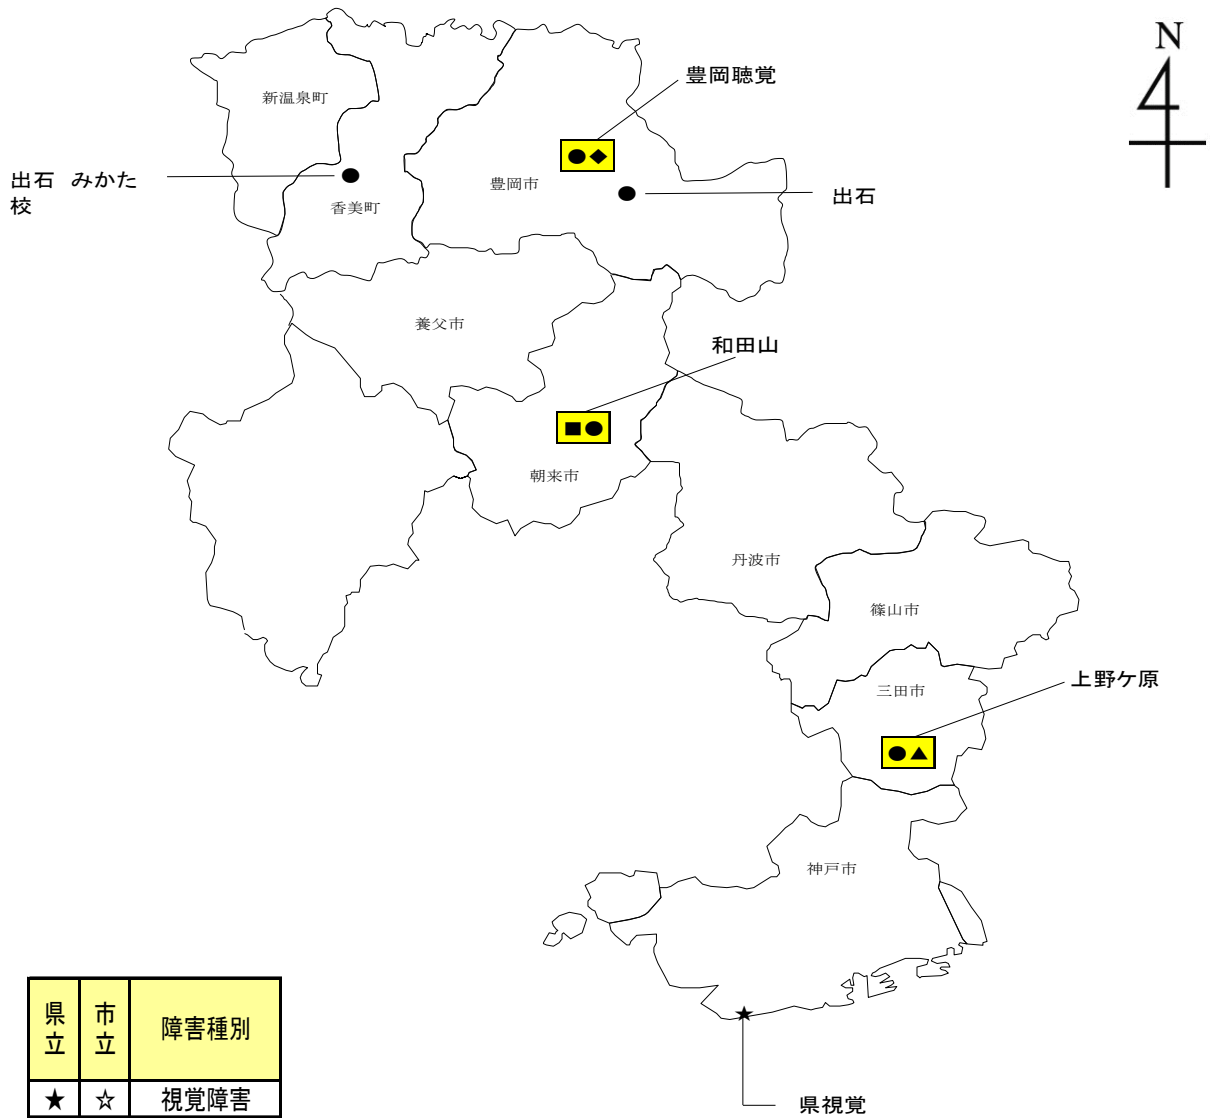 N
豊岡聴覚
新温泉町
出石 みかた
校
豊岡市
出石
香美町
養父市
和田山
朝来市
丹波市
篠山市
三田市
上野ケ原
神戸市
県立 市立 障害種別
★ ☆ 視覚障害
県視覚